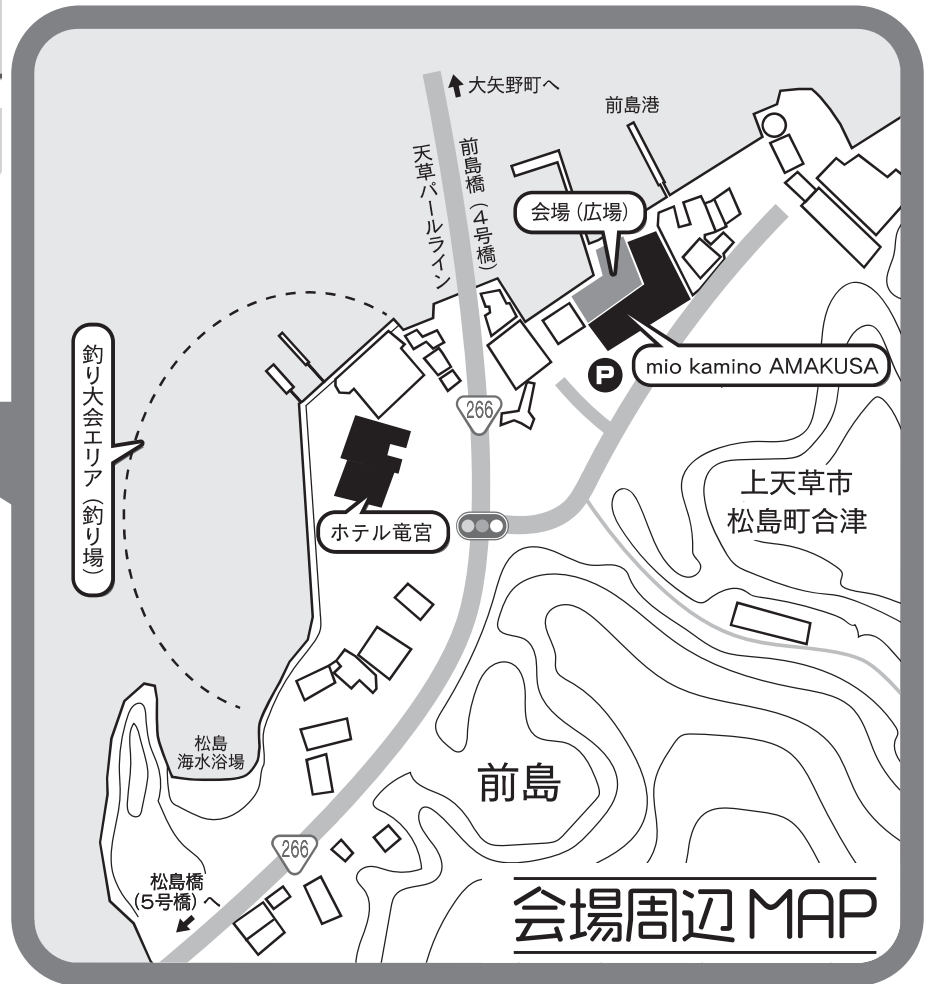 大矢野町へ
前島港
前島橋（4号橋）
天草パールライン
会場（広場）
mio kamino AMAKUSA
P
釣り大会エリア（釣り場）
266
ホテル竜宮
上天草市
松島町合津
松島
海水浴場
前島
266
松島橋
（5号橋）へ
会場周辺MAP